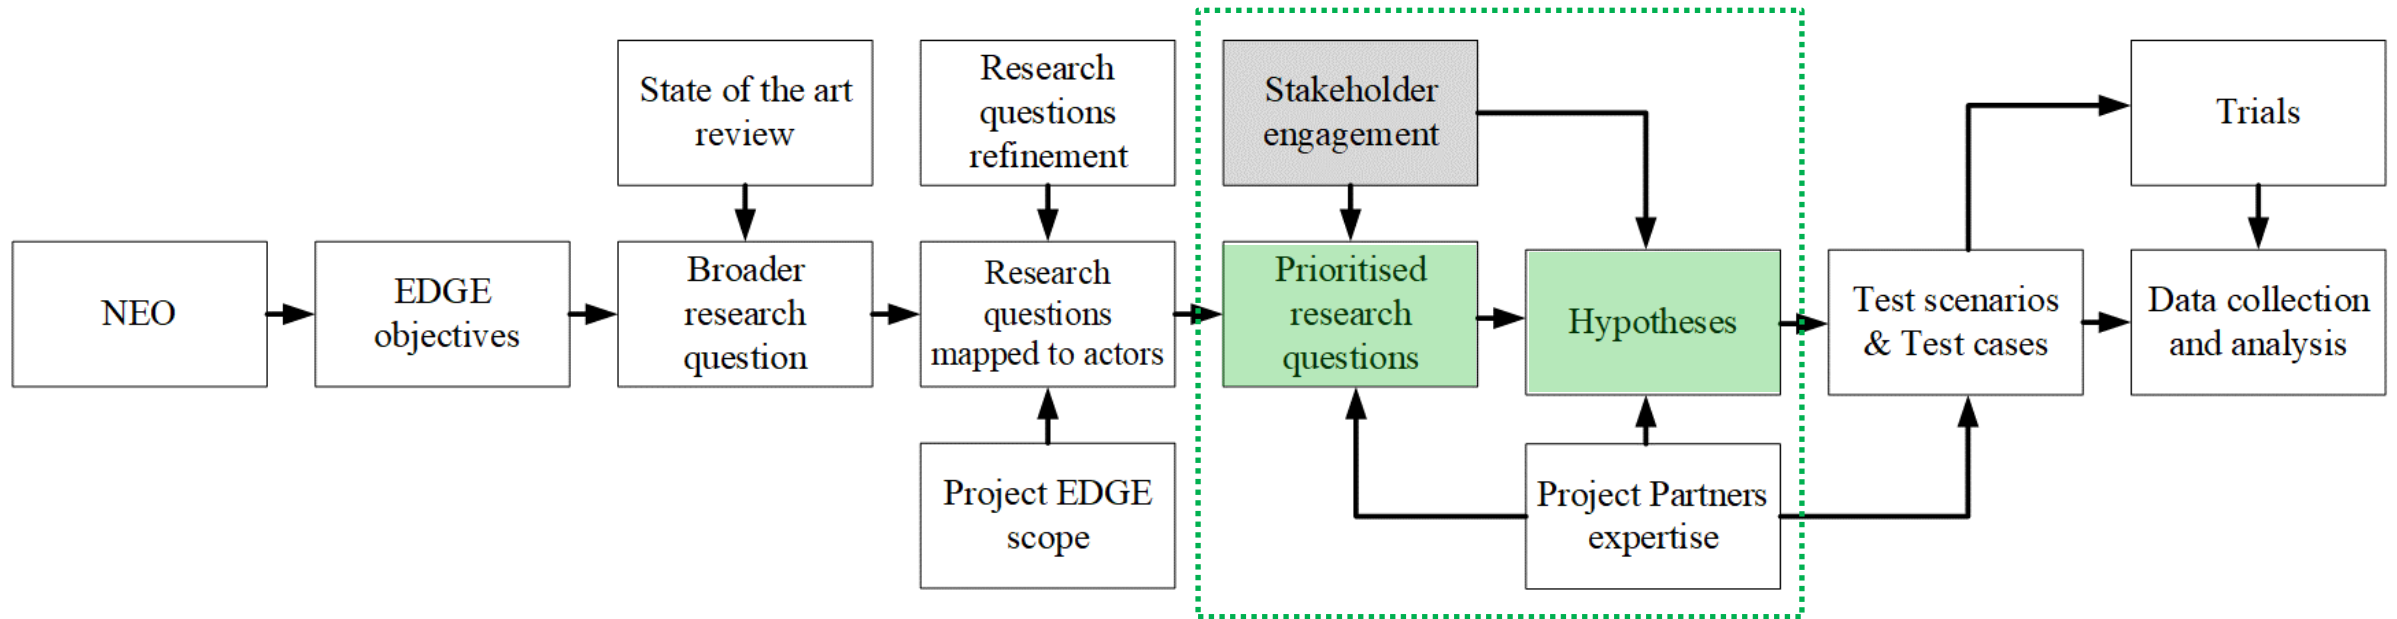 State of the art
review
Research
questions
refinement
Stakeholder
engagement
Trials
NEO
EDGE
objectives
Broader
research
question
Research
questions
mapped to actors
Prioritised
research
questions
Hypotheses
Test scenarios
& Test cases
Data collection
and analysis
Project EDGE
scope
Project Partners
expertise